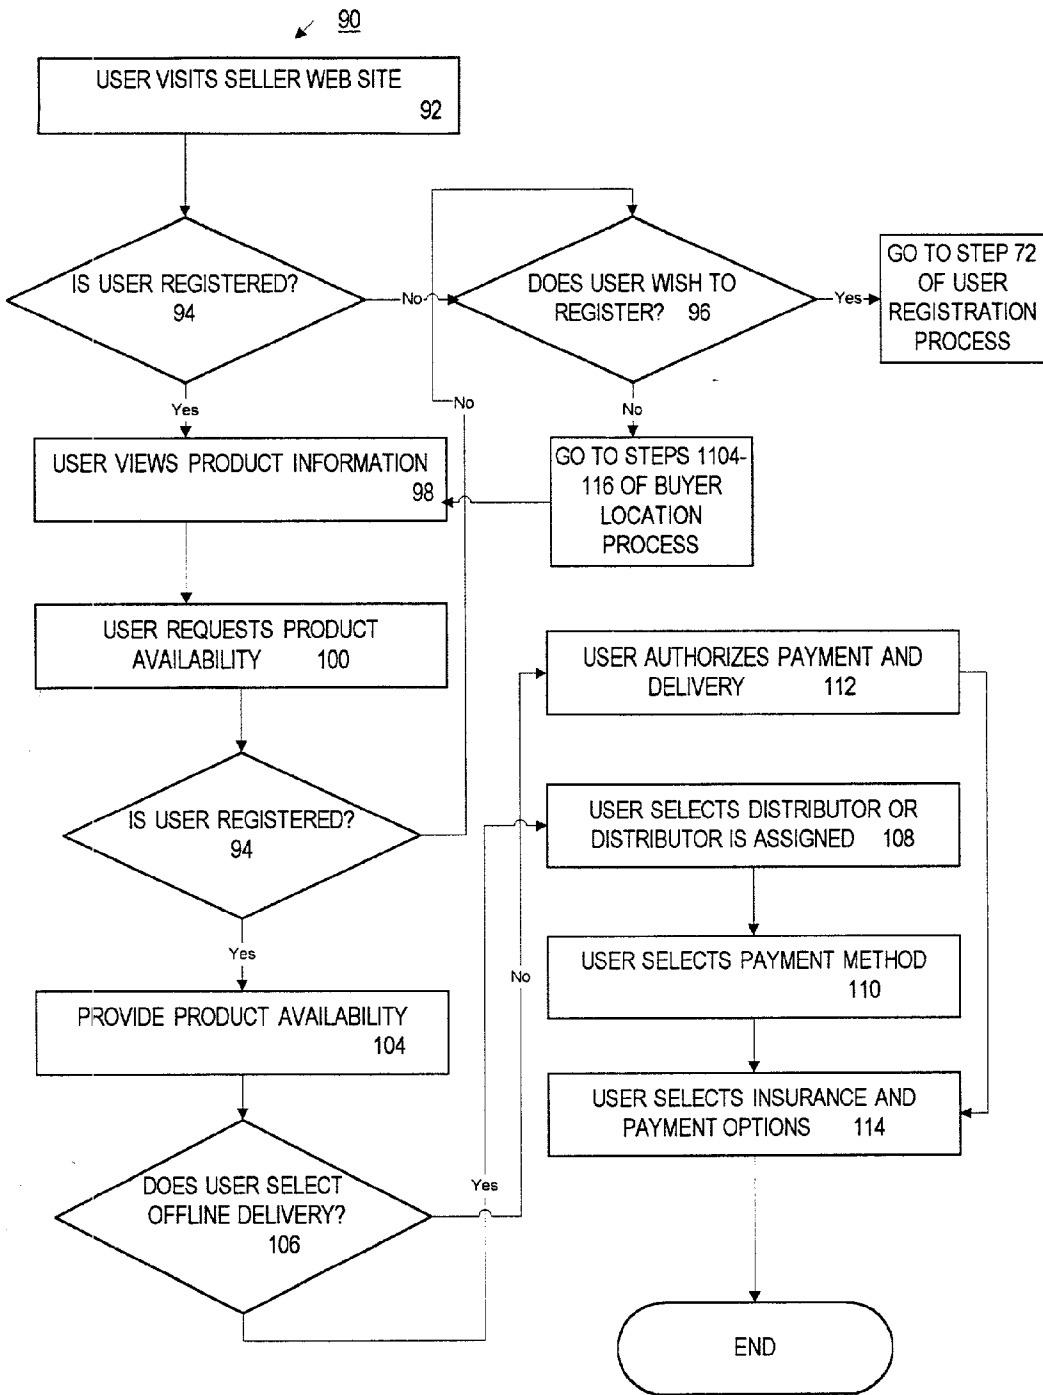 90
USER VISITS SELLER WEB SITE
92
IS USER REGISTERED?
94
No
DOES USER WISH TO
REGISTER? 96
Yes
GO TO STEP 72
OF USER
REGISTRATION
PROCESS
Yes
No
No
USER VIEWS PRODUCT INFORMATION
98
GO TO STEPS 1104-
116 OF BUYER
LOCATION
PROCESS
USER REQUESTS PRODUCT
AVAILABILITY 100
IS USER REGISTERED?
94
Yes
PROVIDE PRODUCT AVAILABILITY
104
DOES USER SELECT
OFFLINE DELIVERY?
106
Yes
No
USER AUTHORIZES PAYMENT AND
DELIVERY 112
USER SELECTS DISTRIBUTOR OR
DISTRIBUTOR IS ASSIGNED 108
USER SELECTS PAYMENT METHOD
110
USER SELECTS INSURANCE AND
PAYMENT OPTIONS 114
END